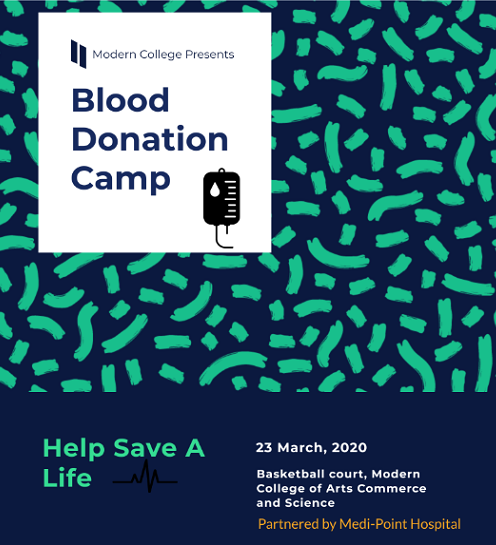 Modern College Presents
Blood
Donation
Camp
Help Save A
Life
23 March, 2020
Basketball court, Modern
College of Arts Commerce
and Science
Partnered by Medi-Point Hospital